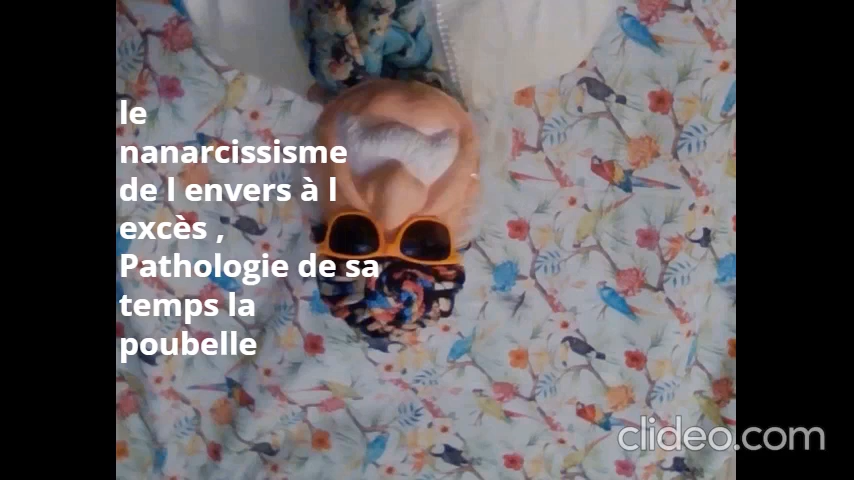 le
nanarcissisme
de l envers à l
excès ,
Pathologie de sa
temps la
poubelle
clideo.com